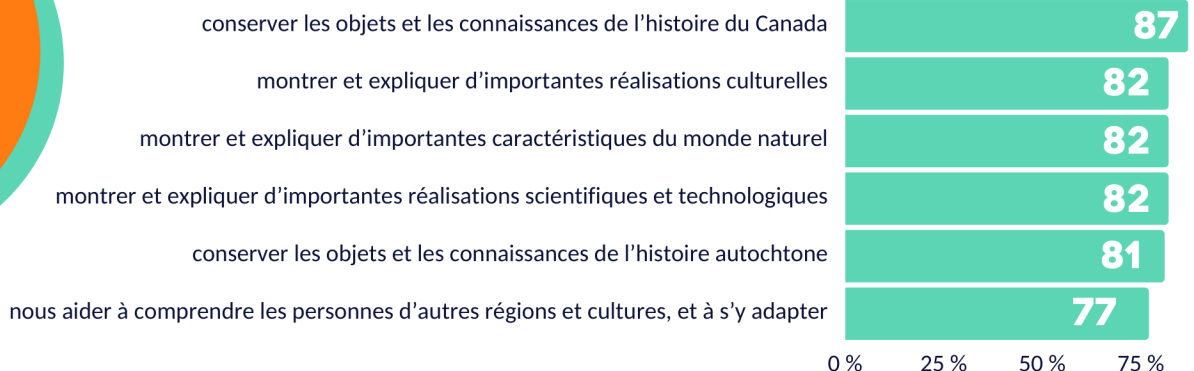 conserver les objets et les connaissances de l’histoire du Canada 87
montrer et expliquer d’importantes réalisations culturelles 82
montrer et expliquer d’importantes caractéristiques du monde naturel 82
montrer et expliquer d’importantes réalisations scientifiques et technologiques 82
conserver les objets et les connaissances de l’histoire autochtone 81
nous aider à comprendre les personnes d’autres régions et cultures, et à s’y adapter 77
0 % 25 % 50 % 75 %